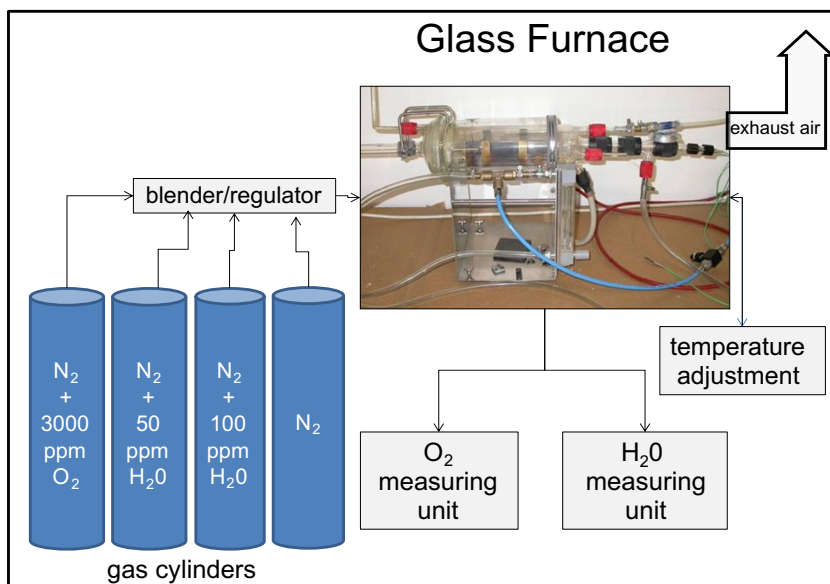 Glass Furnace
exhaust air
blender/regulator
temperature
adjustment
N₂
+
3000
ppm
O₂
N₂
+
50
ppm
H₂0
N₂
+
100
ppm
H₂0
N₂
O₂
measuring
unit
H₂0
measuring
unit
gas cylinders